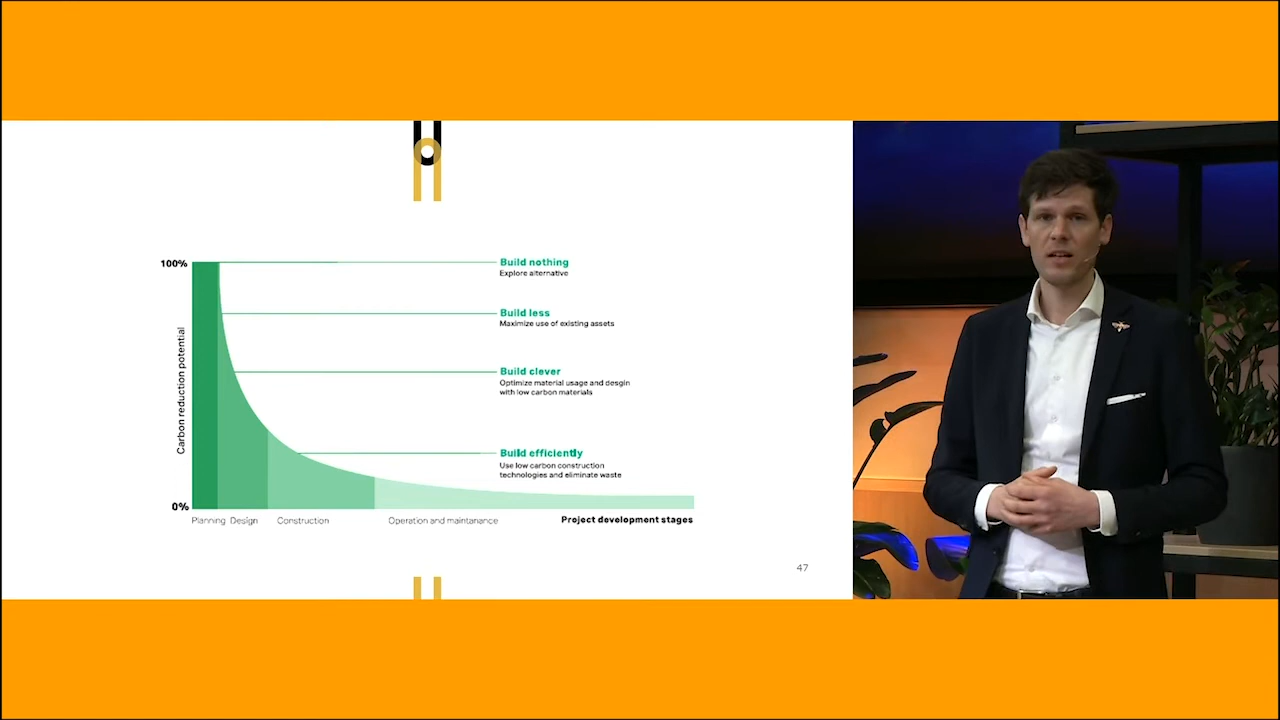 100%
Carbon reduction potential
0%
Build nothing
Explore alternative
Build less
Maximize use of existing assets
Build clever
Optimize material usage and desgin
with low carbon materials
Build efficiently
Use low carbon construction
technologies and eliminate waste
Planning Design Construction Operation and maintanance Project development stages
47